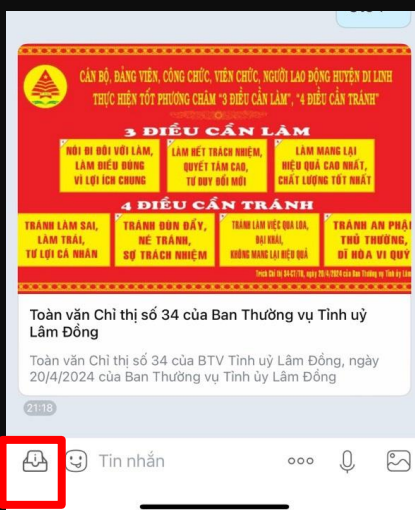 CÁN BỘ, ĐẢNG VIÊN, CÔNG CHỨC, VIÊN CHỨC, NGƯỜI LAO ĐỘNG HUYỆN DI LINH
THỰC HIỆN TỐT PHƯƠNG CHÂM "3 ĐIỀU CẦN LÀM", "4 ĐIỀU CẦN TRÁNH"
3 ĐIỀU CẦN LÀM
NÓI ĐI ĐÔI VỚI LÀM,
LÀM ĐIỀU ĐÚNG
VÌ LỢI ÍCH CHUNG
LÀM HẾT TRÁCH NHIỆM,
QUYẾT TÂM CAO,
TƯ DUY ĐỔI MỚI
LÀM MANG LẠI
HIỆU QUẢ CAO NHẤT,
CHẤT LƯỢNG TỐT NHẤT
4 ĐIỀU CẦN TRÁNH
TRÁNH LÀM SAI,
LÀM TRÁI,
TƯ LỢI CÁ NHÂN
TRÁNH ĐÙN ĐẨY,
NÉ TRÁNH,
SỢ TRÁCH NHIỆM
TRÁNH LÀM VIỆC QUA LOA,
ĐẠI KHÁI,
KHÔNG MANG LẠI HIỆU QUẢ
TRÁNH AN PHẬN
THỦ THƯỜNG,
DĨ HÒA VI QUÝ
Toàn văn Chỉ thị số 34 của Ban Thường vụ Tỉnh uỷ
Lâm Đồng
Toàn văn Chỉ thị số 34 của BTV Tỉnh uỷ Lâm Đồng, ngày
20/4/2024 của Ban Thường vụ Tỉnh ủy Lâm Đồng
21:18
Tin nhắn